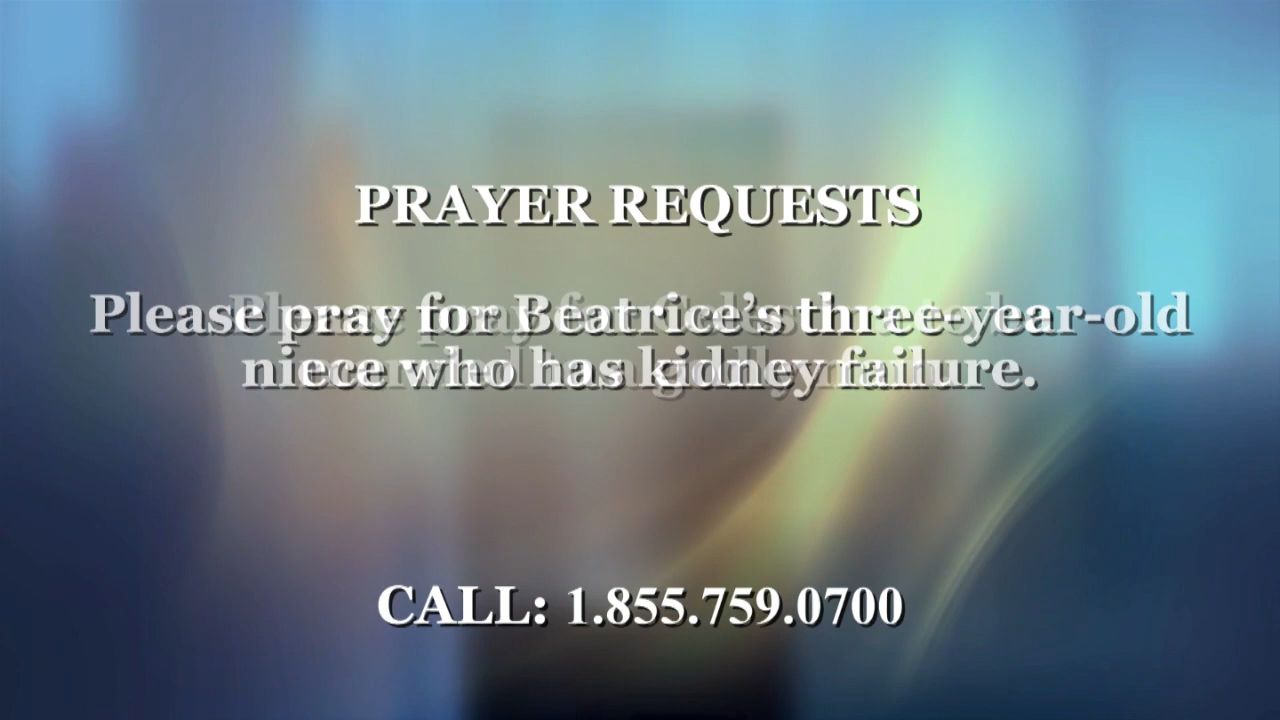 PRAYER REQUESTS
Please pray for Beatrice’s three-year-old
niece who has kidney failure.
CALL: 1.855.759.0700